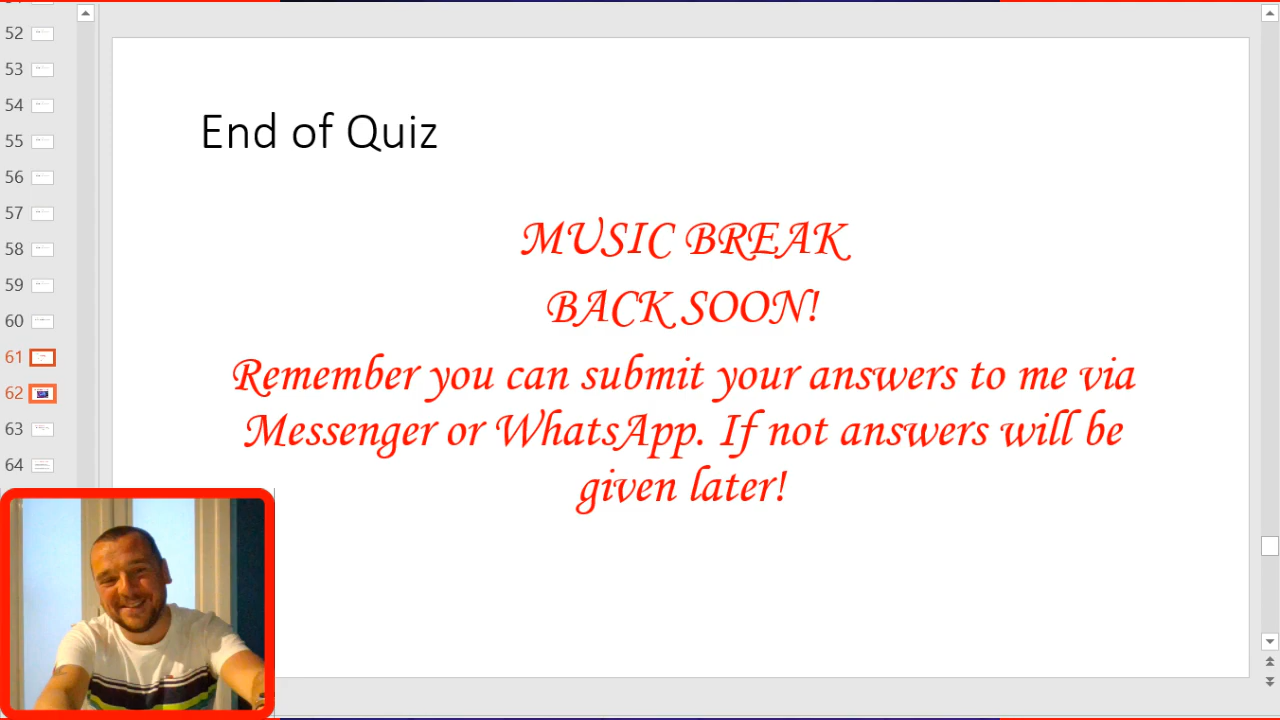 52
53
54
55
56
57
58
59
60
61
62
63
64
End of Quiz
MUSIC BREAK
BACK SOON!
Remember you can submit your answers to me via
Messenger or WhatsApp. If not answers will be
given later!